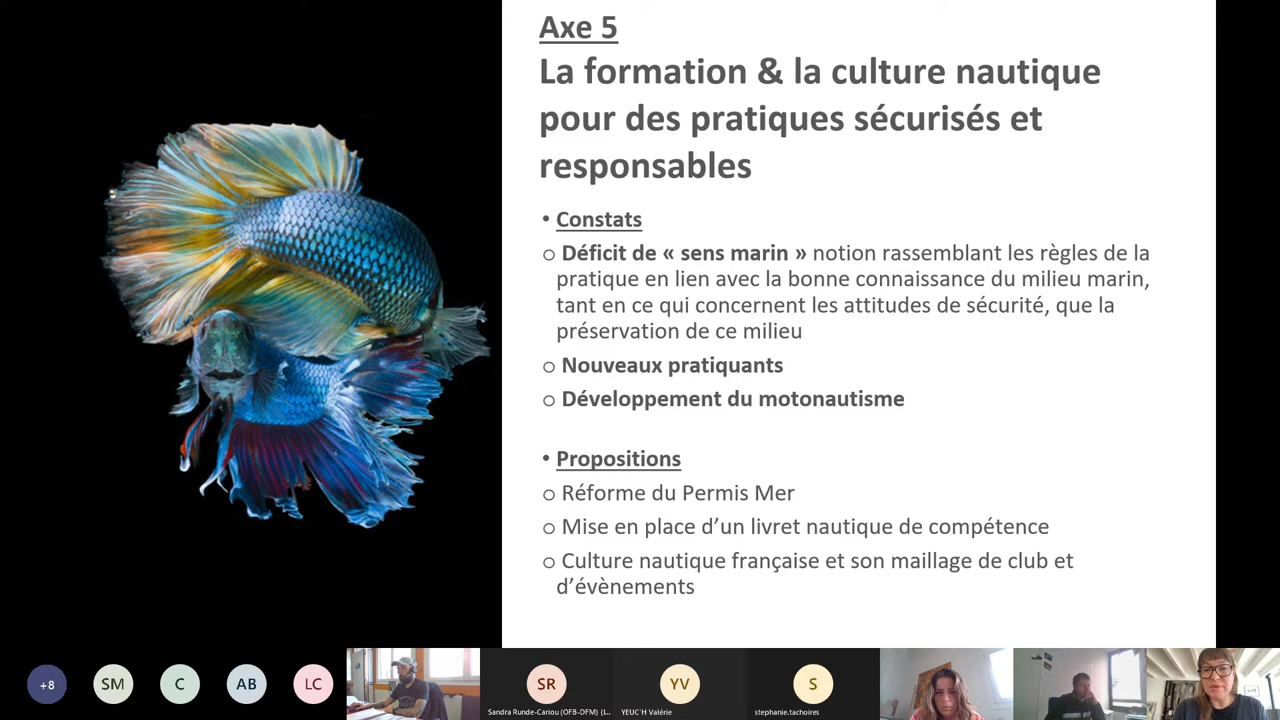 Axe 5
La formation & la culture nautique
pour des pratiques sécurisés et
responsables
• Constats
o Déficit de « sens marin » notion rassemblant les règles de la
pratique en lien avec la bonne connaissance du milieu marin,
tant en ce qui concernent les attitudes de sécurité, que la
préservation de ce milieu
o Nouveaux pratiquants
o Développement du motonautisme
• Propositions
o Réforme du Permis Mer
o Mise en place d’un livret nautique de compétence
o Culture nautique française et son maillage de club et
d’évènements
+8 SM C AB LC SR YV S
Sandra Runde-Cariou (OFB-DFM) (I... YEUC'H Valérie stephanie.tachoires